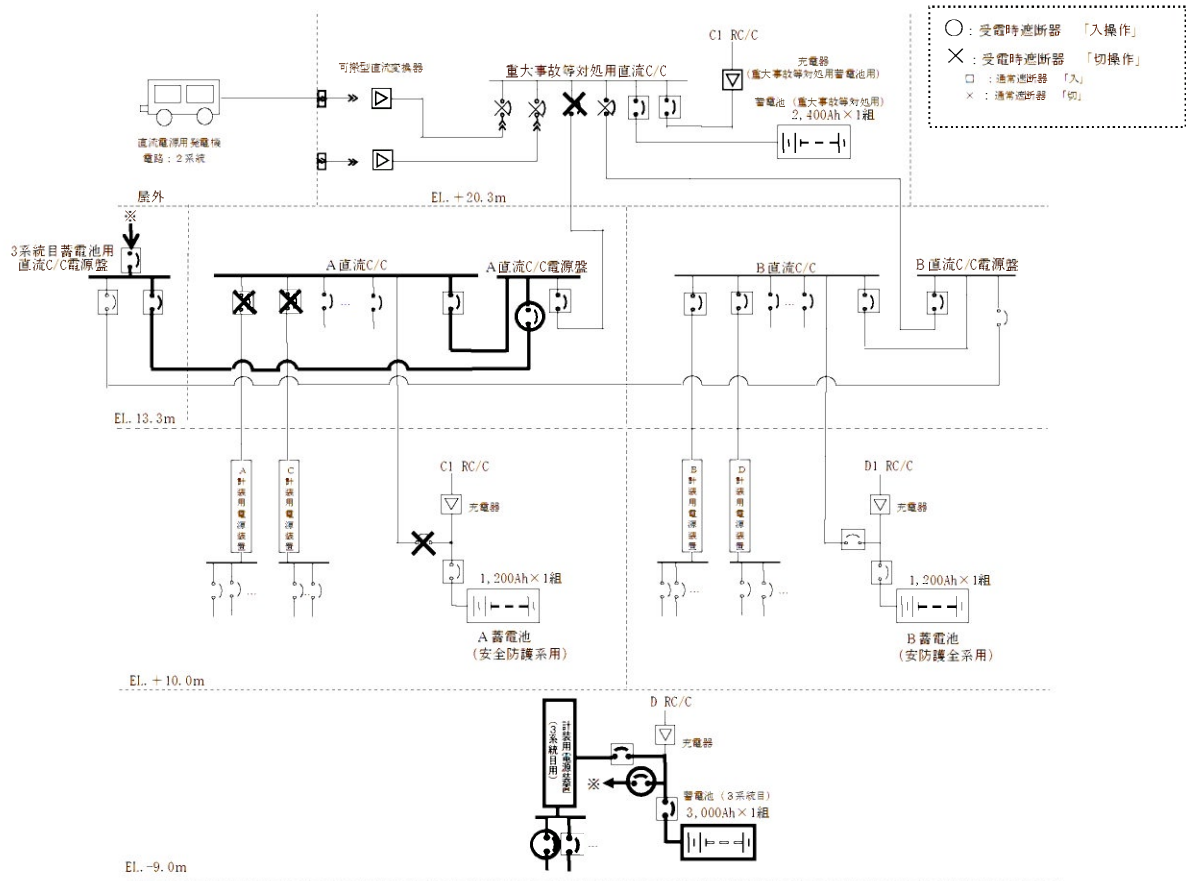 C1 RC/C
○：受電時遮断器 「入操作」
×：受電時遮断器 「切操作」
□ ：通常遮断器 「入」
× ：通常遮断器 「切」
可搬型直流変換器
重大事故等対処用直流C/C
充電器
(重大事故等対処用蓄電池用)
蓄電池（重大事故等対処用）
2,400Ah×1組
直流電源用発電機
電路：2系統
屋外
EL.＋20.3m
※
3系統目蓄電池用
直流C/C電源盤
A直流C/C
A直流C/C電源盤
B直流C/C
B直流C/C電源盤
…
…
EL.13.3m
A計装用電源装置
C計装用電源装置
C1 RC/C
充電器
B計装用電源装置
D計装用電源装置
D1 RC/C
充電器
…
…
1,200Ah×1組
…
…
1,200Ah×1組
A蓄電池
(安全防護系用)
B蓄電池
(安防護全系用)
EL.＋10.0m
D RC/C
計装用電源装置
(3系統目用)
充電器
※
蓄電池（3系統目）
3,000Ah×1組
…
EL.-9.0m